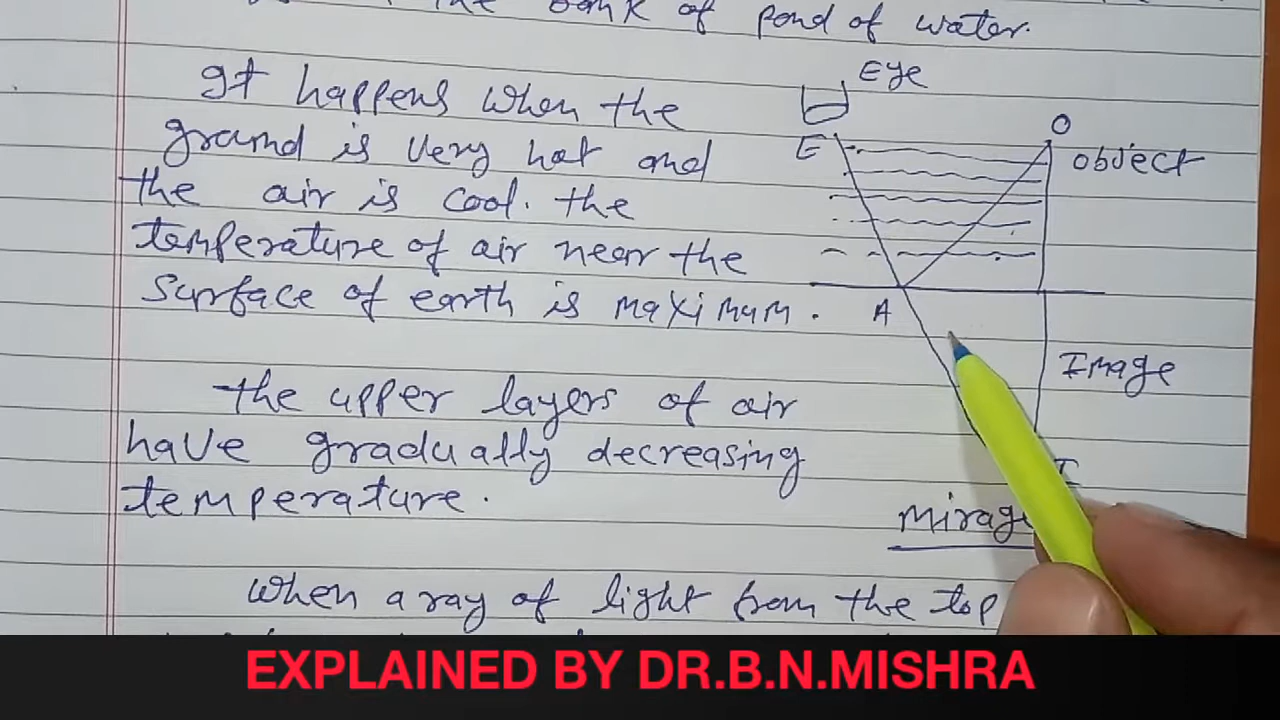 the bank of pond of water.
It happens when the
ground is very hot and
the air is cool. the
temperature of air near the
surface of earth is maximum.
the upper layers of air
have gradually decreasing
temperature.
when a ray of light from the top
Eye
E
O
object
A
Image
I
Mirage
EXPLAINED BY DR.B.N.MISHRA